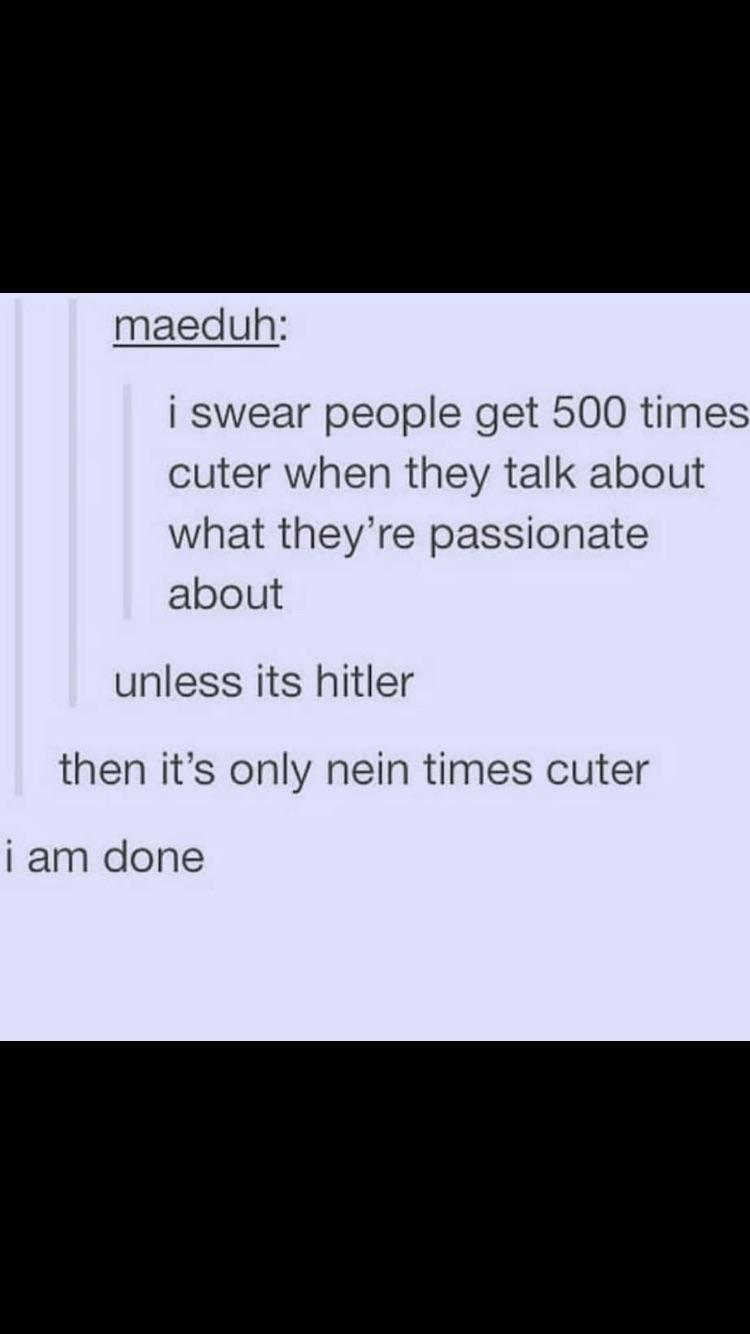 maeduh:
i swear people get 500 times
cuter when they talk about
what they're passionate
about
unless its hitler
then it's only nein times cuter
i am done